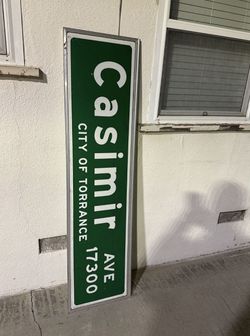 Casimir AVE
CITY OF TORRANCE 17300